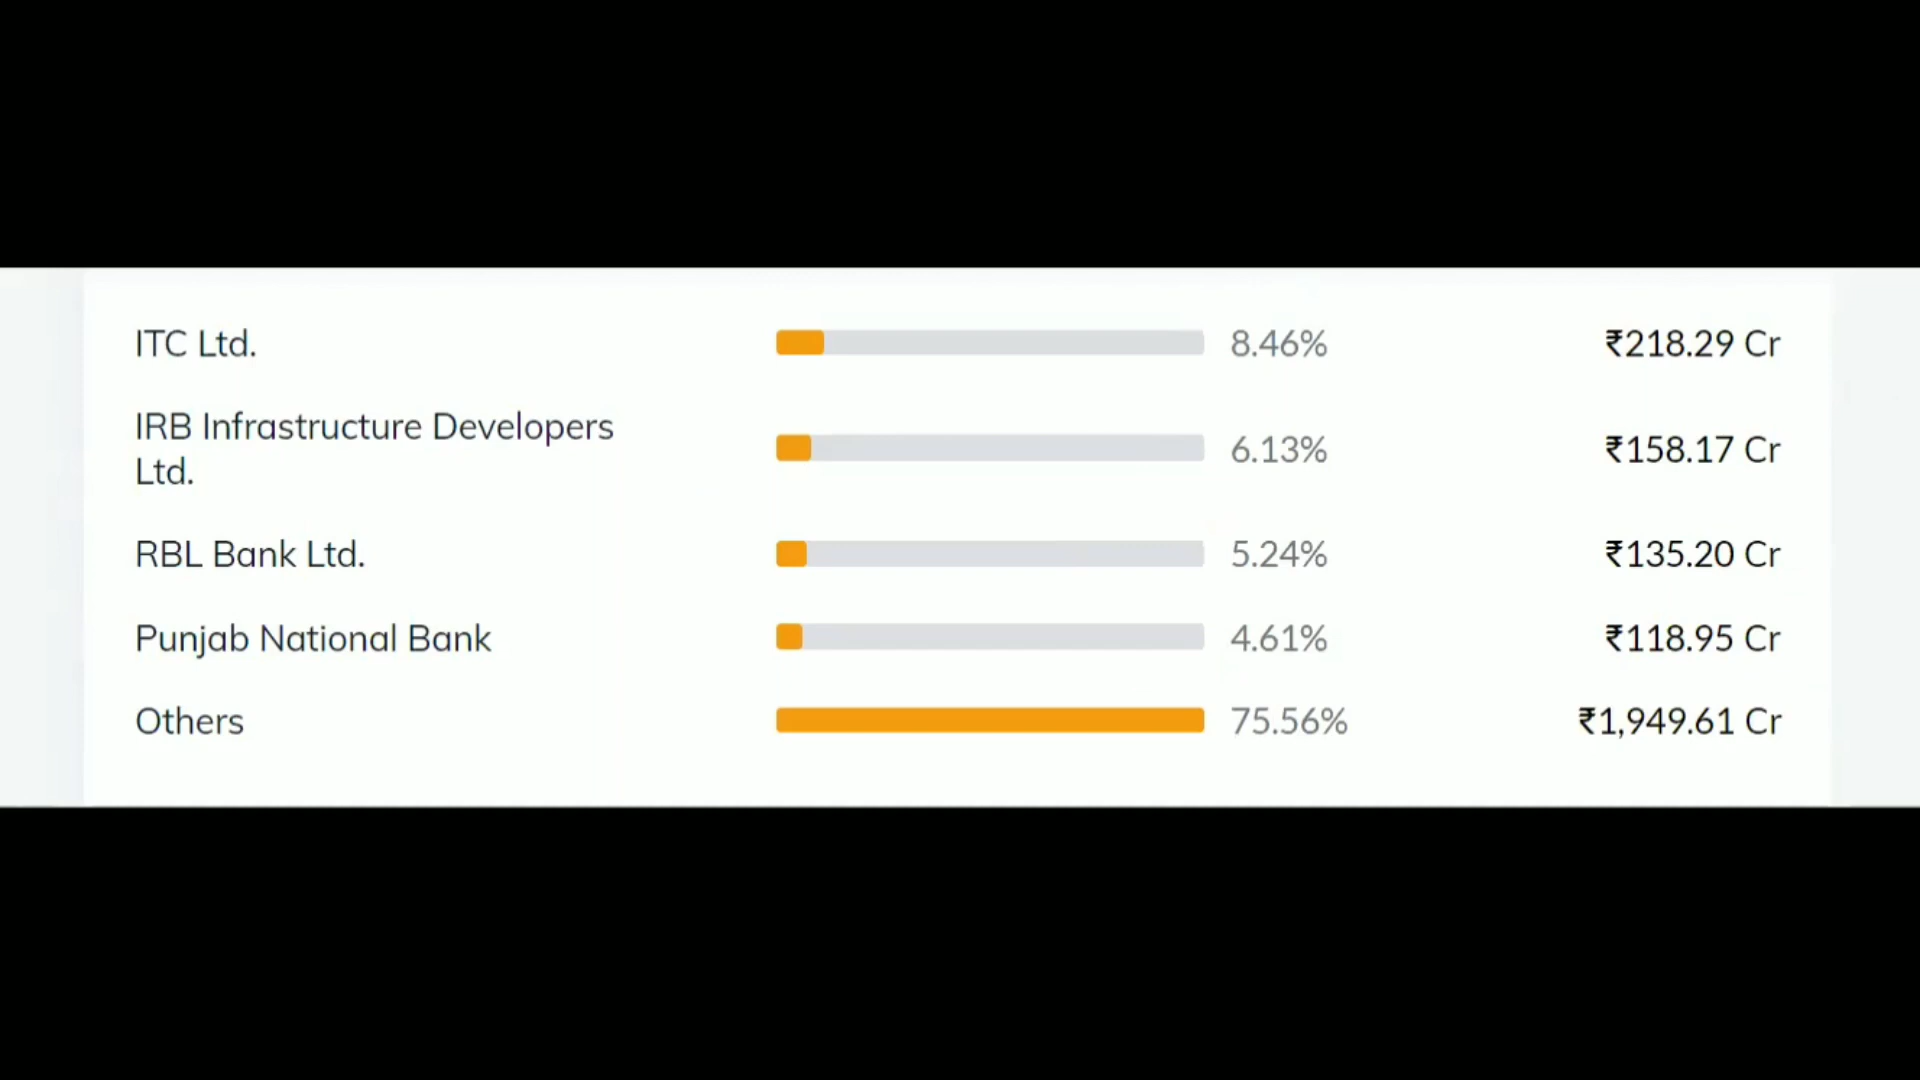 ITC Ltd. 8.46% ₹218.29 Cr
IRB Infrastructure Developers
Ltd. 6.13% ₹158.17 Cr
RBL Bank Ltd. 5.24% ₹135.20 Cr
Punjab National Bank 4.61% ₹118.95 Cr
Others 75.56% ₹1,949.61 Cr